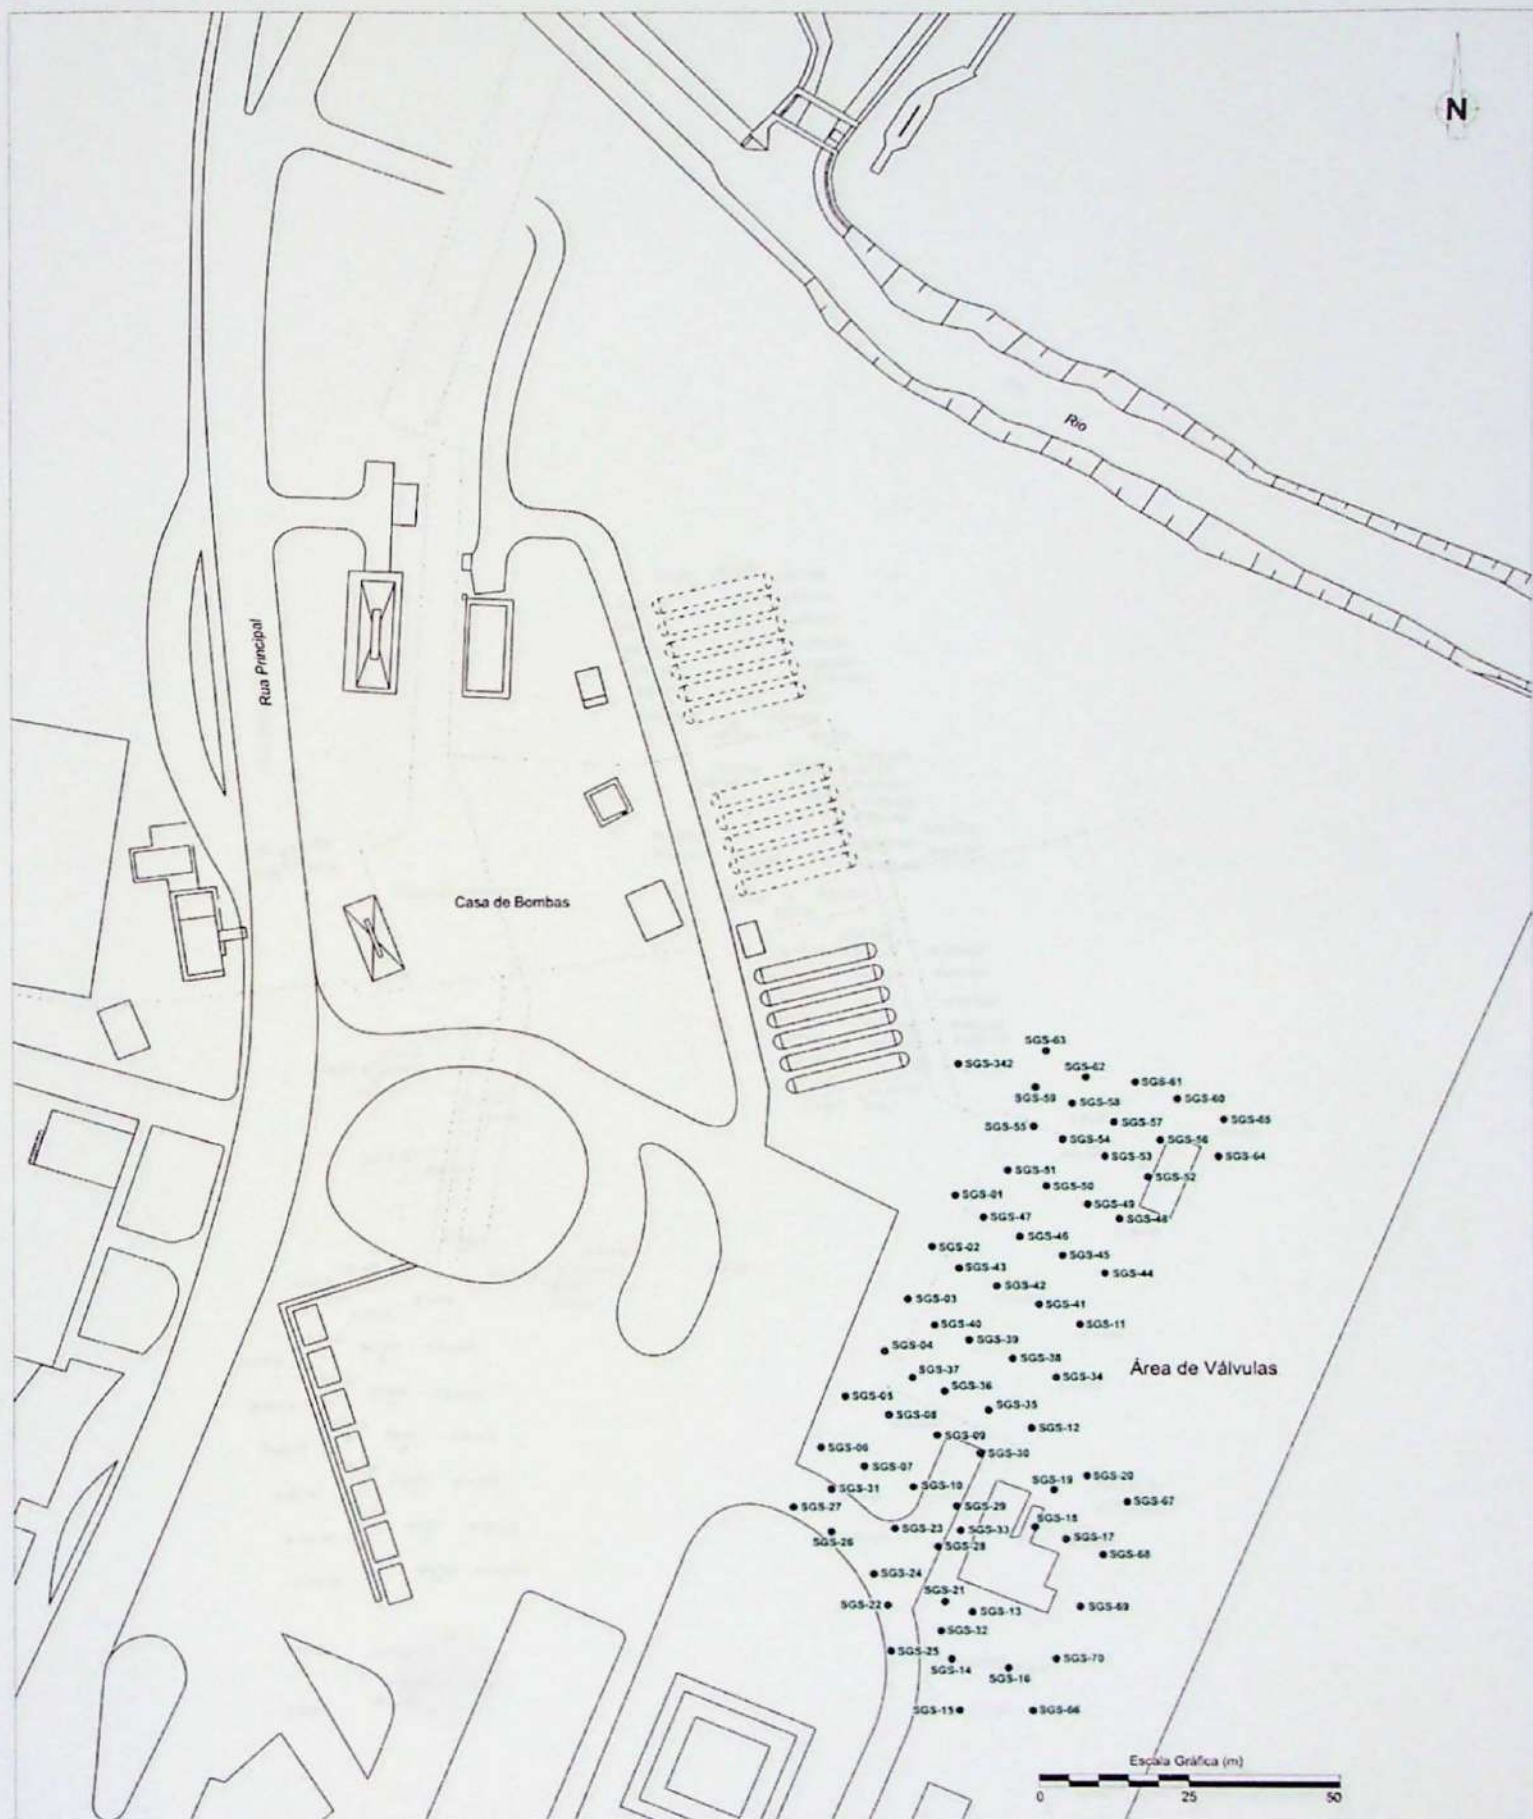 N
Rio
Rua Principal
Casa de Bombas
SGS-63
SGS-342
SGS-62
SGS-61
SGS-59
SGS-58
SGS-60
SGS-55
SGS-57
SGS-65
SGS-54
SGS-56
SGS-53
SGS-64
SGS-51
SGS-52
SGS-50
SGS-01
SGS-49
SGS-47
SGS-48
SGS-46
SGS-02
SGS-45
SGS-43
SGS-44
SGS-42
SGS-03
SGS-41
SGS-40
SGS-11
SGS-39
SGS-04
SGS-38
Área de Válvulas
SGS-37
SGS-34
SGS-36
SGS-05
SGS-35
SGS-08
SGS-12
SGS-09
SGS-06
SGS-30
SGS-07
SGS-20
SGS-19
SGS-10
SGS-31
SGS-67
SGS-27
SGS-29
SGS-18
SGS-23
SGS-33
SGS-26
SGS-17
SGS-28
SGS-68
SGS-24
SGS-21
SGS-22
SGS-13
SGS-69
SGS-32
SGS-25
SGS-14
SGS-70
SGS-16
SGS-15
SGS-66
Escala Gráfica (m)
0 25 50